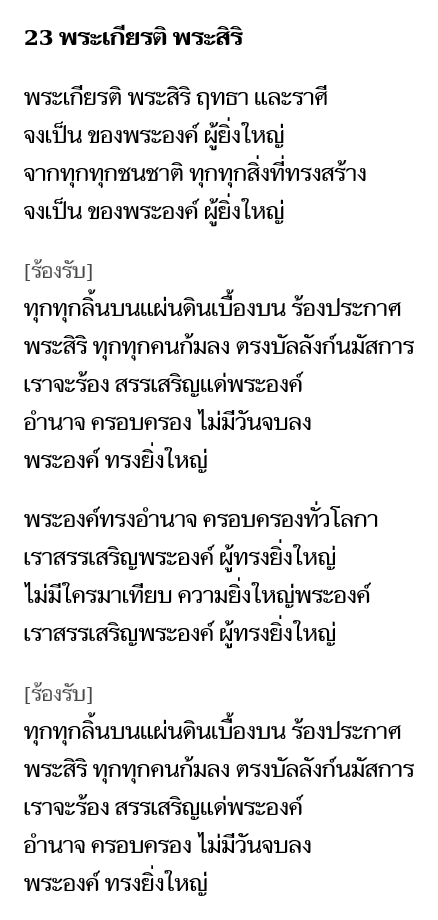 23 พระเกียรติ พระสิริ
พระเกียรติ พระสิริ ฤทธา และราศี
จงเป็น ของพระองค์ ผู้ยิ่งใหญ่
จากทุกทุกชนชาติ ทุกทุกสิ่งที่ทรงสร้าง
จงเป็น ของพระองค์ ผู้ยิ่งใหญ่
[ร้องรับ]
ทุกทุกลิ้นบนแผ่นดินเบื้องบน ร้องประกาศ
พระสิริ ทุกทุกคนก้มลง ตรงบัลลังก์นมัสการ
เราจะร้อง สรรเสริญแด่พระองค์
อำนาจ ครอบครอง ไม่มีวันจบลง
พระองค์ ทรงยิ่งใหญ่
พระองค์ทรงอำนาจ ครอบครองทั่วโลกา
เราสรรเสริญพระองค์ ผู้ทรงยิ่งใหญ่
ไม่มีใครมาเทียบ ความยิ่งใหญ่พระองค์
เราสรรเสริญพระองค์ ผู้ทรงยิ่งใหญ่
[ร้องรับ]
ทุกทุกลิ้นบนแผ่นดินเบื้องบน ร้องประกาศ
พระสิริ ทุกทุกคนก้มลง ตรงบัลลังก์นมัสการ
เราจะร้อง สรรเสริญแด่พระองค์
อำนาจ ครอบครอง ไม่มีวันจบลง
พระองค์ ทรงยิ่งใหญ่